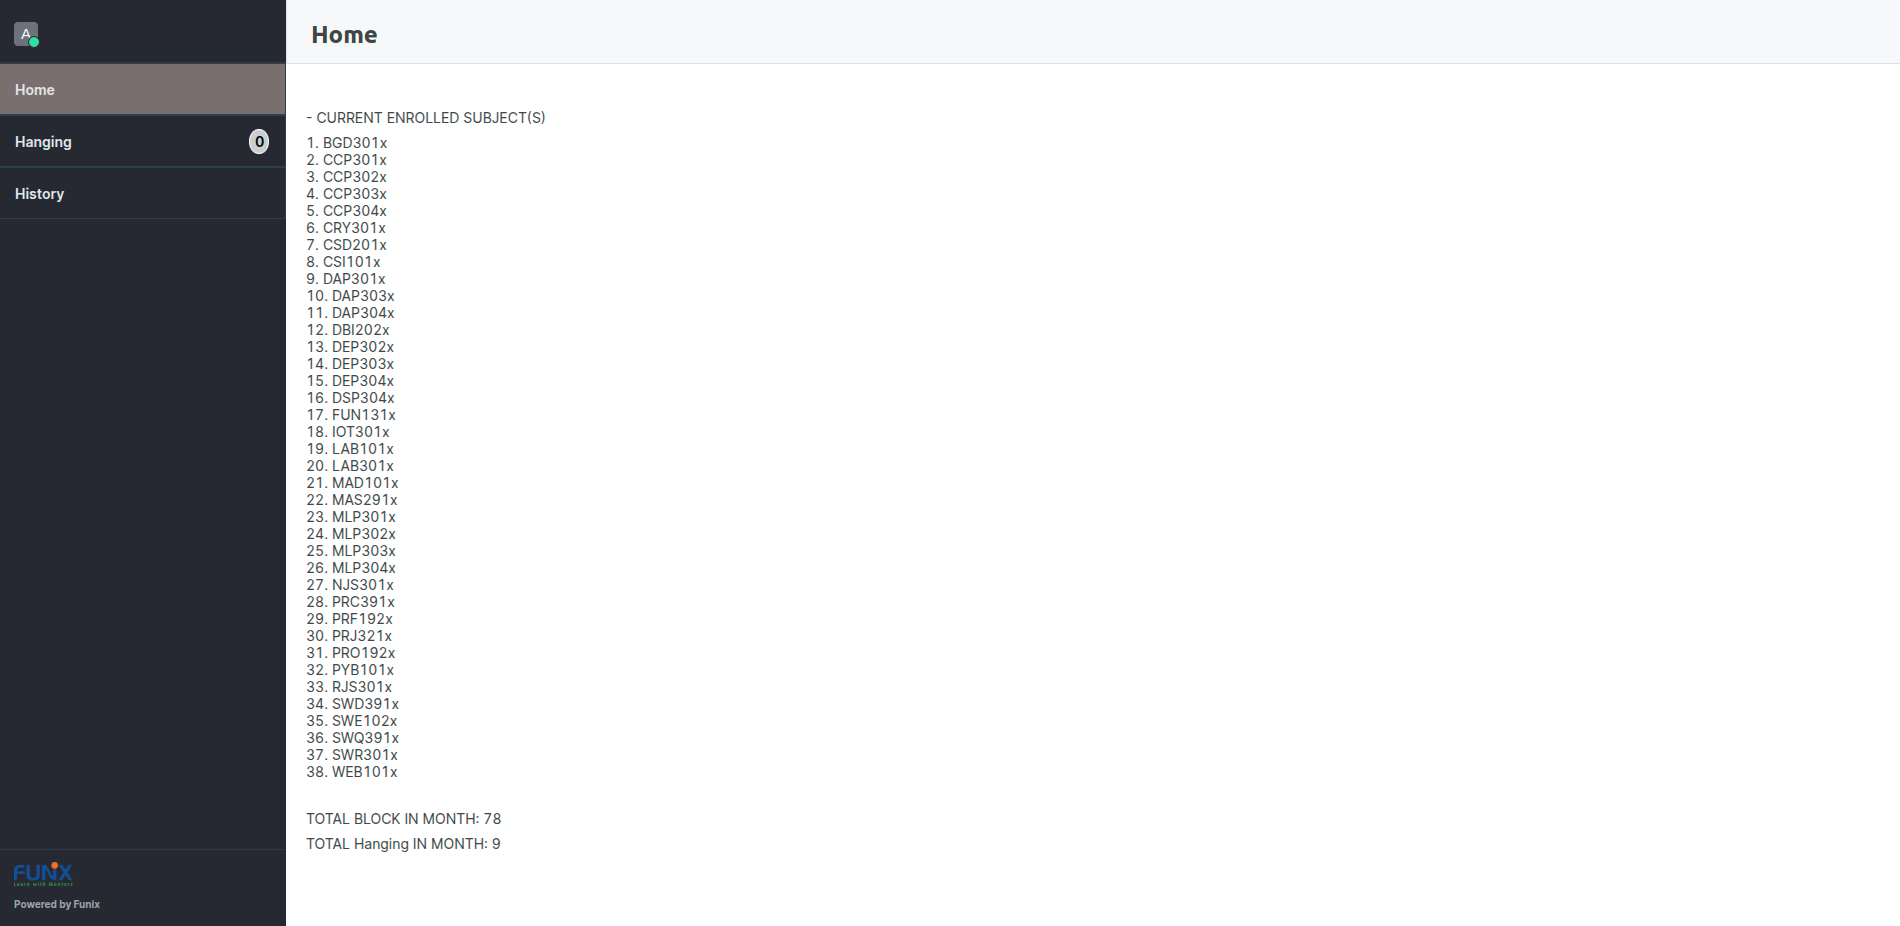 A
Home
Home
Hanging
0
History
- CURRENT ENROLLED SUBJECT(S)
1. BGD301x
2. CCP301x
3. CCP302x
4. CCP303x
5. CCP304x
6. CRY301x
7. CSD201x
8. CSI101x
9. DAP301x
10. DAP303x
11. DAP304x
12. DBI202x
13. DEP302x
14. DEP303x
15. DEP304x
16. DSP304x
17. FUN131x
18. IOT301x
19. LAB101x
20. LAB301x
21. MAD101x
22. MAS291x
23. MLP301x
24. MLP302x
25. MLP303x
26. MLP304x
27. NJS301x
28. PRC391x
29. PRF192x
30. PRJ321x
31. PRO192x
32. PYB101x
33. RJS301x
34. SWD391x
35. SWE102x
36. SWQ391x
37. SWR301x
38. WEB101x
TOTAL BLOCK IN MONTH: 78
TOTAL Hanging IN MONTH: 9
FUNiX
Learn with Mentors
Powered by Funix